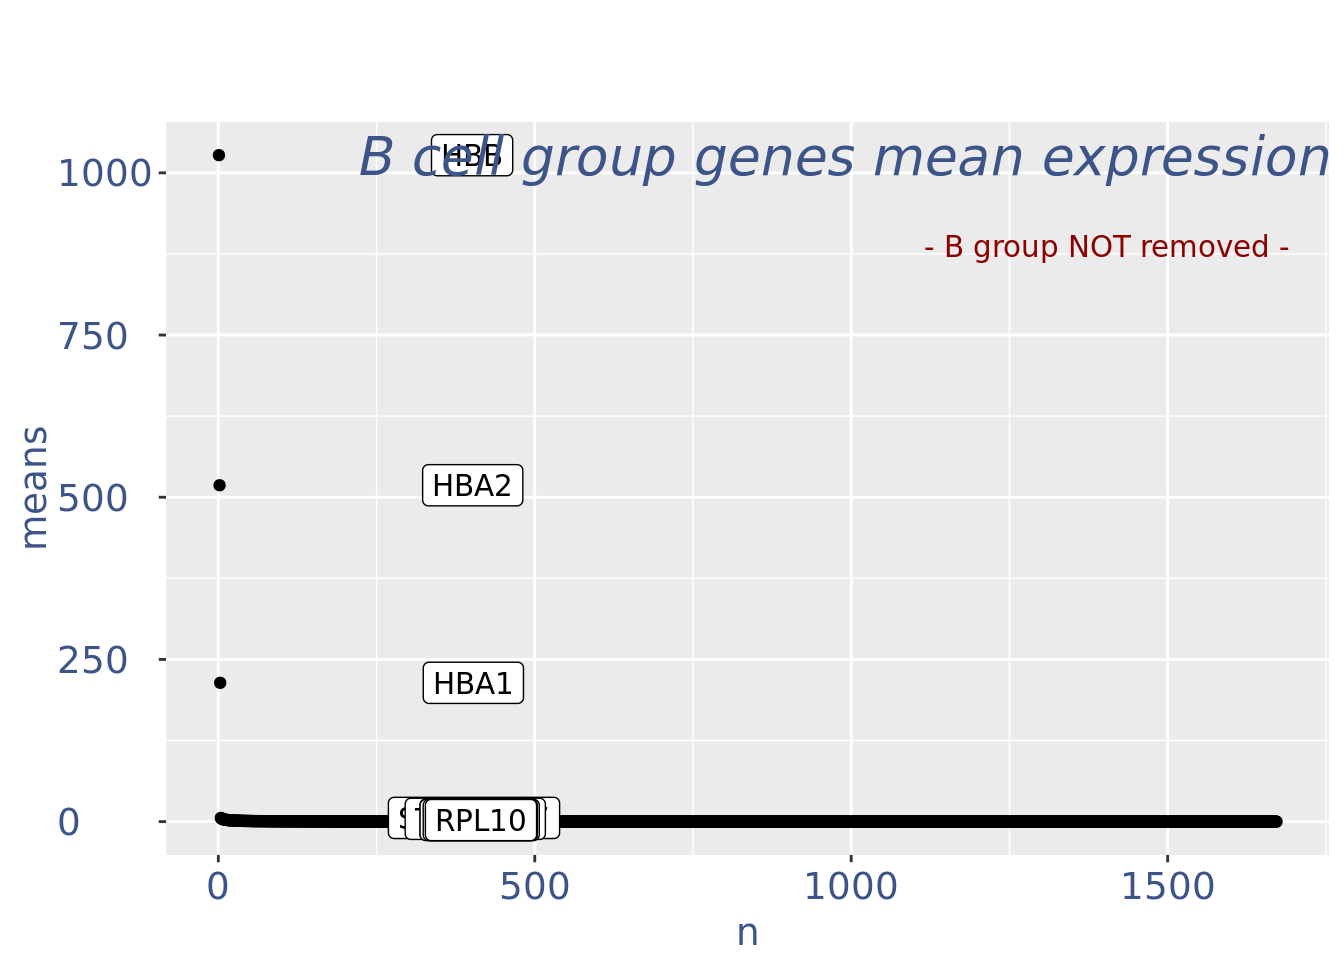 B cell group genes mean expression
- B group NOT removed -
HBB
HBA2
HBA1
RPL10
means
1000
750
500
250
0
0
500
1000
1500
n